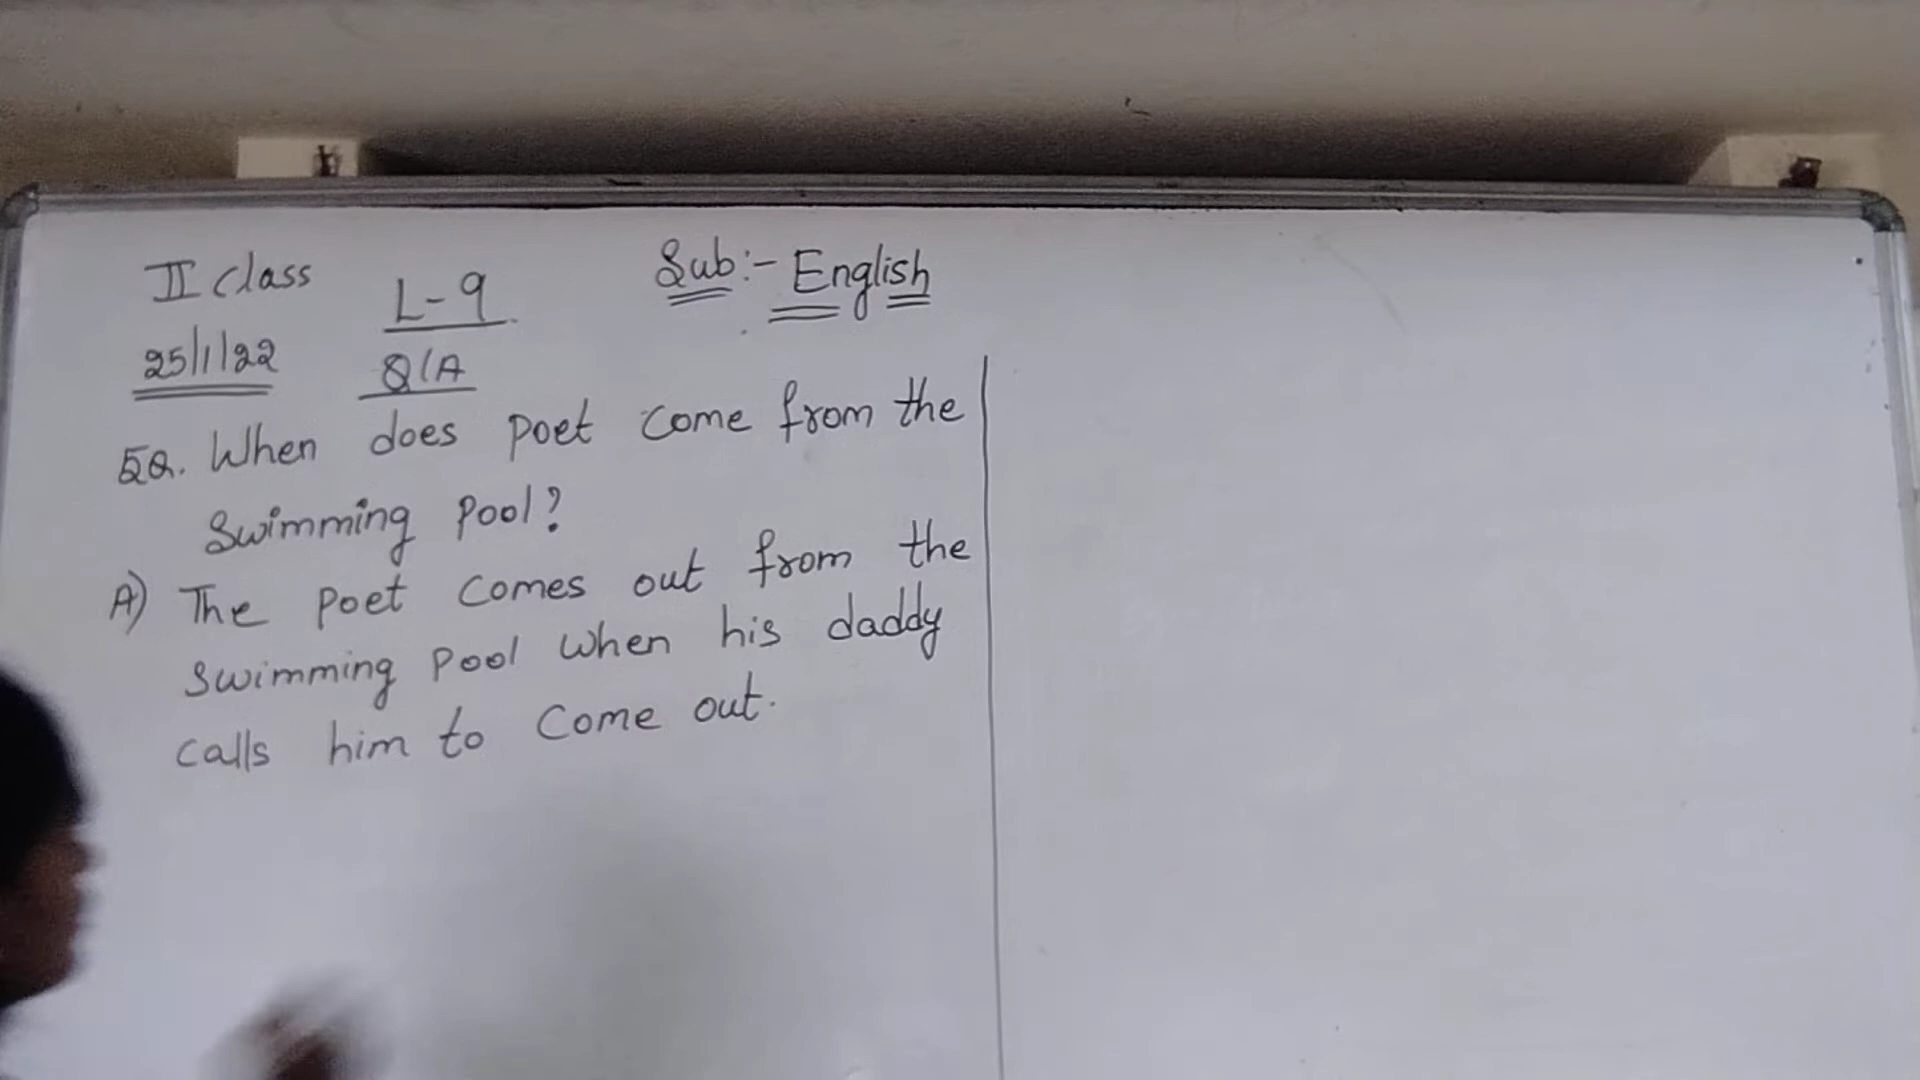 II class
L-9
Sub:- English
25/1/22
Q/A
5Q. When does poet come from the
Swimming pool?
A) The poet comes out from the
swimming pool when his daddy
calls him to come out.